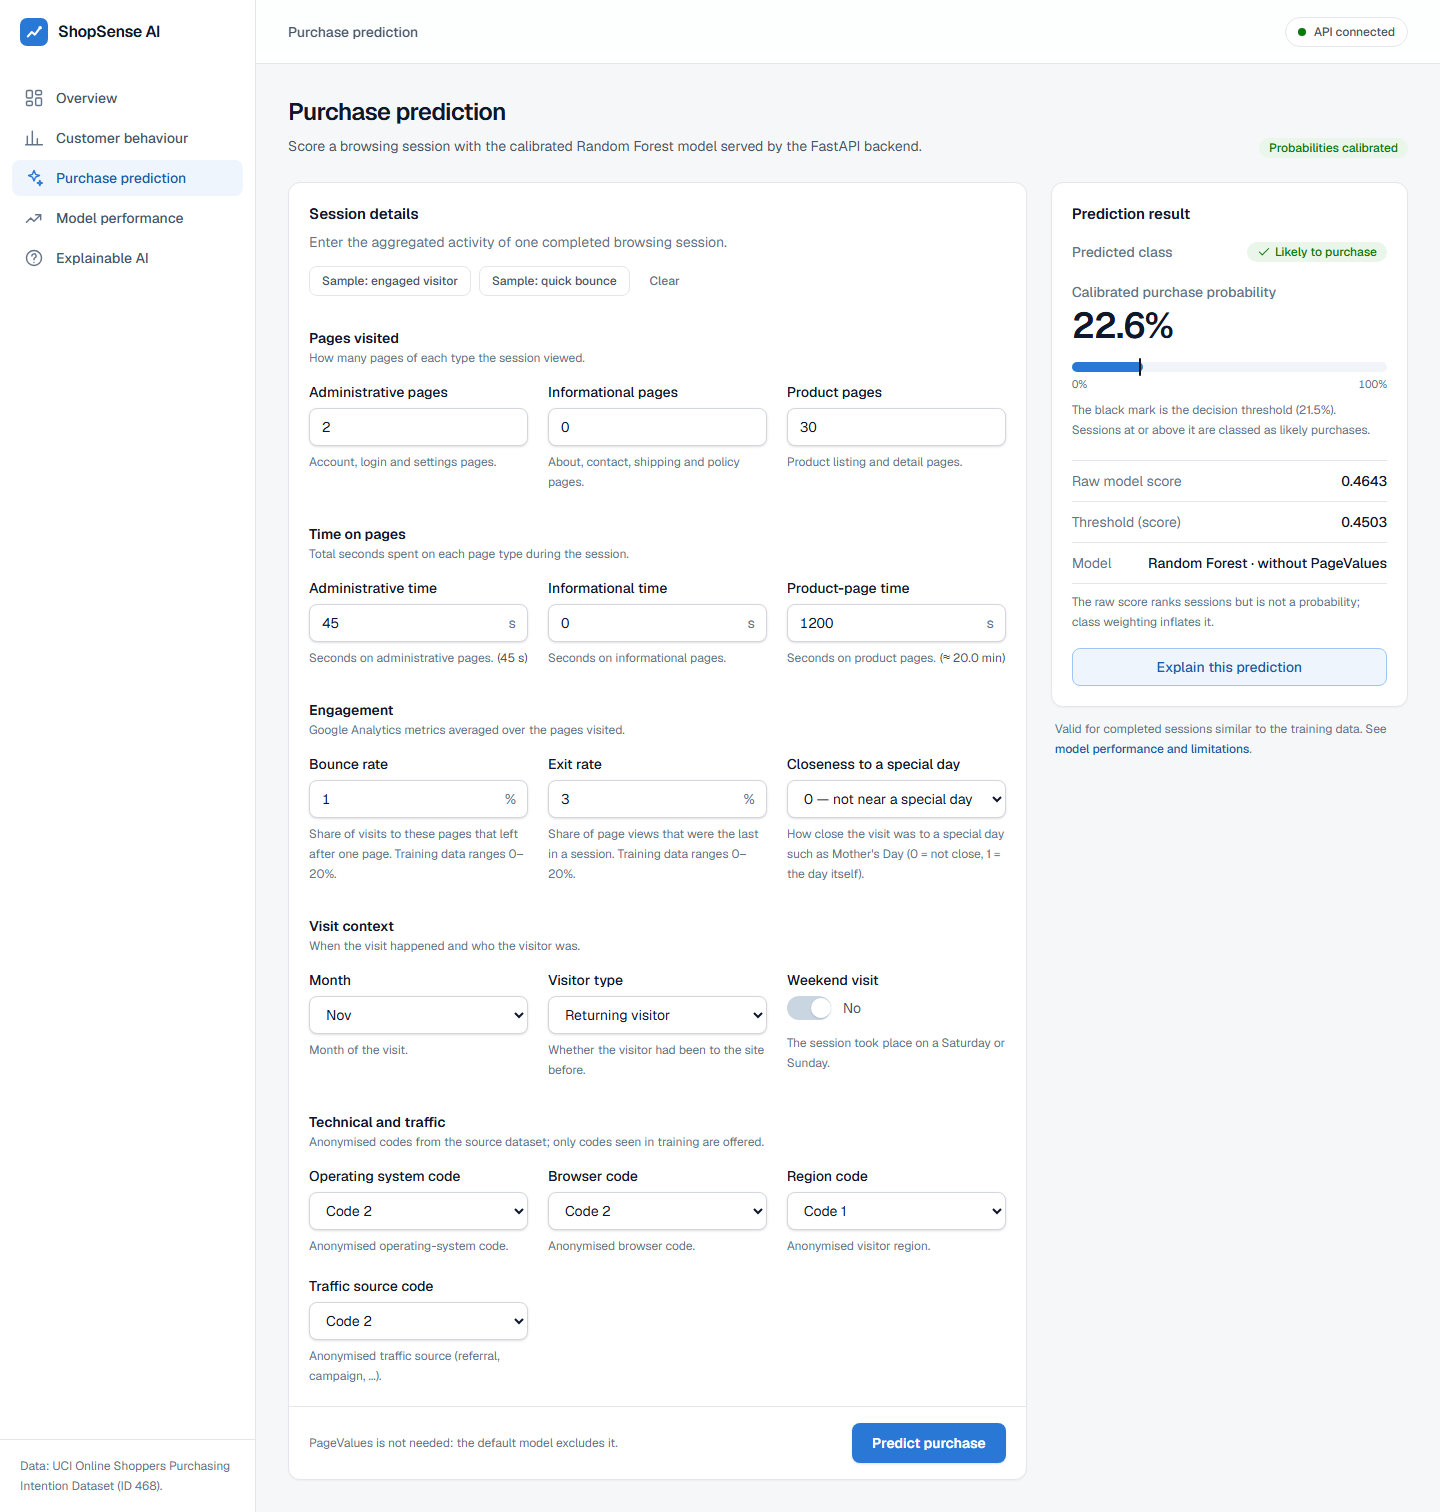 ShopSense AI
Overview
Customer behaviour
Purchase prediction
Model performance
Explainable AI
Data: UCI Online Shoppers Purchasing
Intention Dataset (ID 468).
Purchase prediction
API connected
Purchase prediction
Score a browsing session with the calibrated Random Forest model served by the FastAPI backend.
Probabilities calibrated
Session details
Enter the aggregated activity of one completed browsing session.
Sample: engaged visitor
Sample: quick bounce
Clear
Pages visited
How many pages of each type the session viewed.
Administrative pages
2
Account, login and settings pages.
Informational pages
0
About, contact, shipping and policy
pages.
Product pages
30
Product listing and detail pages.
Time on pages
Total seconds spent on each page type during the session.
Administrative time
45 s
Seconds on administrative pages. (45 s)
Informational time
0 s
Seconds on informational pages.
Product-page time
1200 s
Seconds on product pages. (≈ 20.0 min)
Engagement
Google Analytics metrics averaged over the pages visited.
Bounce rate
1 %
Share of visits to these pages that left
after one page. Training data ranges 0–
20%.
Exit rate
3 %
Share of page views that were the last
in a session. Training data ranges 0–
20%.
Closeness to a special day
0 — not near a special day
How close the visit was to a special day
such as Mother's Day (0 = not close, 1 =
the day itself).
Visit context
When the visit happened and who the visitor was.
Month
Nov
Month of the visit.
Visitor type
Returning visitor
Whether the visitor had been to the site
before.
Weekend visit
No
The session took place on a Saturday or
Sunday.
Technical and traffic
Anonymised codes from the source dataset; only codes seen in training are offered.
Operating system code
Code 2
Anonymised operating-system code.
Browser code
Code 2
Anonymised browser code.
Region code
Code 1
Anonymised visitor region.
Traffic source code
Code 2
Anonymised traffic source (referral,
campaign, …).
PageValues is not needed: the default model excludes it.
Predict purchase
Prediction result
Predicted class
Likely to purchase
Calibrated purchase probability
22.6%
0%
100%
The black mark is the decision threshold (21.5%).
Sessions at or above it are classed as likely purchases.
Raw model score 0.4643
Threshold (score) 0.4503
Model Random Forest · without PageValues
The raw score ranks sessions but is not a probability;
class weighting inflates it.
Explain this prediction
Valid for completed sessions similar to the training data. See
model performance and limitations.